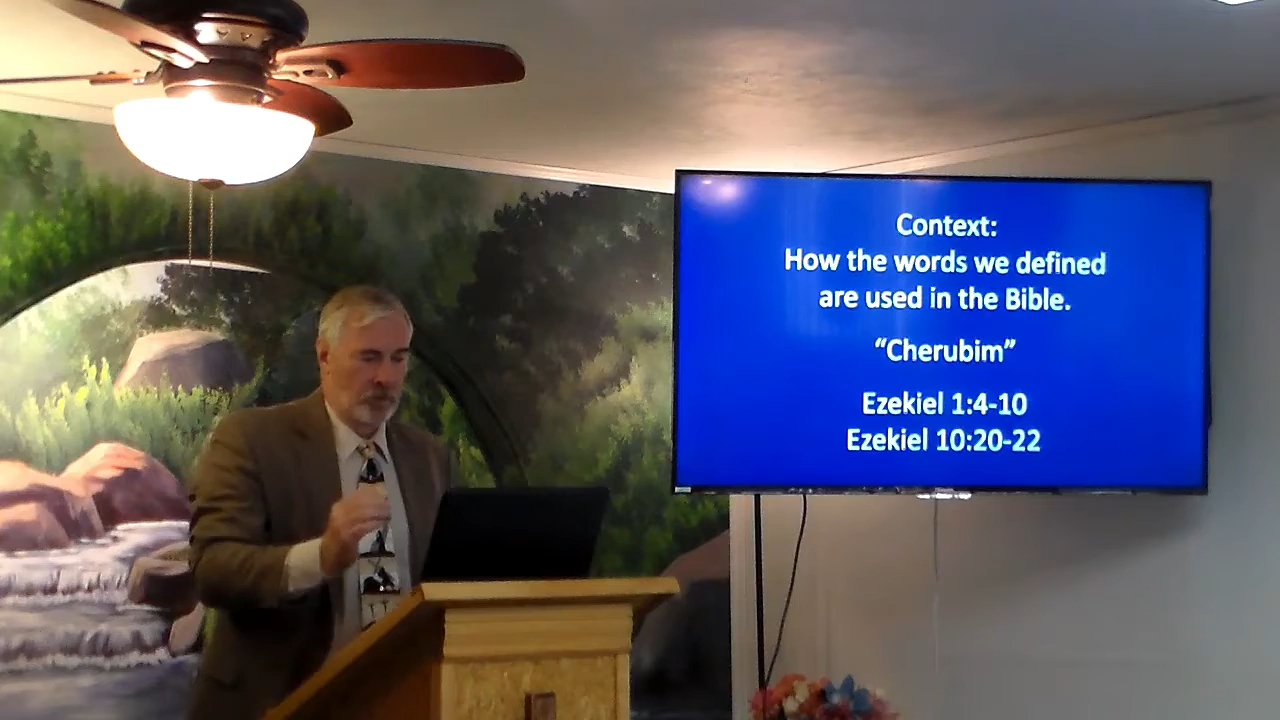 Context:
How the words we defined
are used in the Bible.
“Cherubim”
Ezekiel 1:4-10
Ezekiel 10:20-22